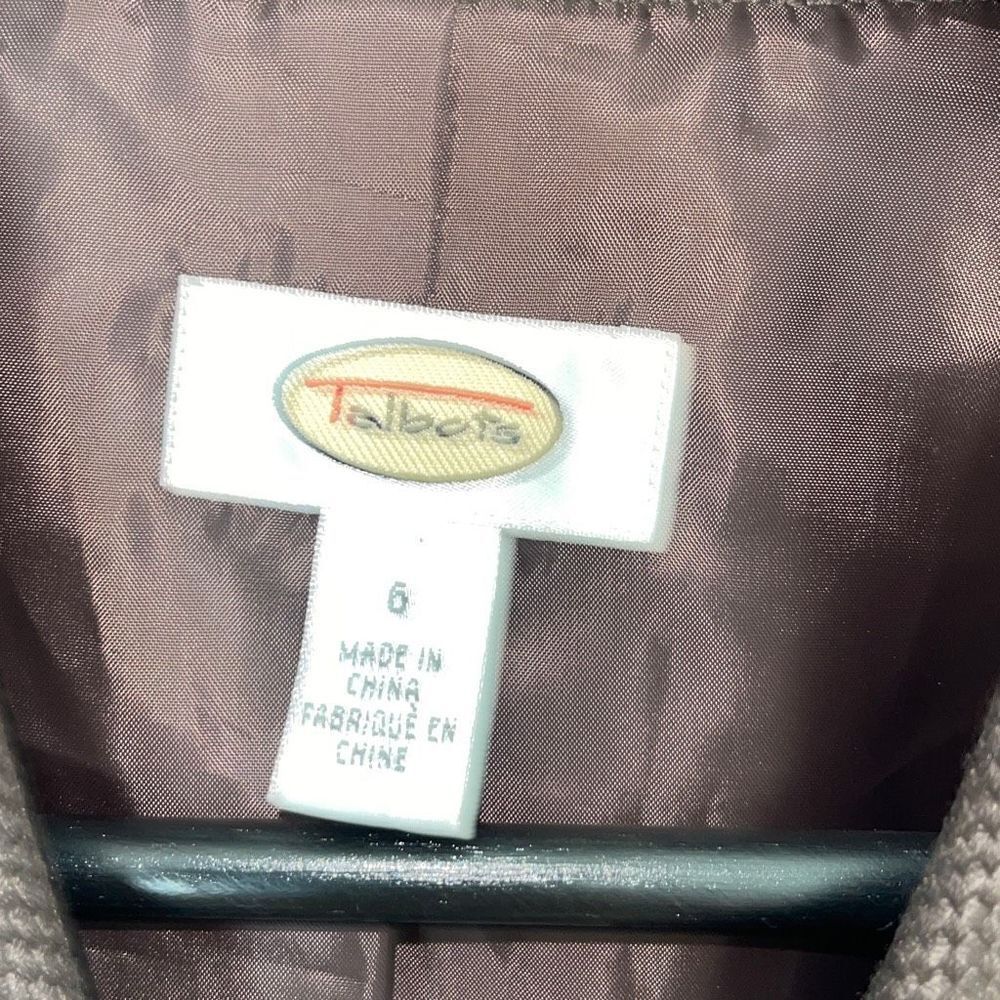 Talbots
6
MADE IN
CHINA
FABRIQUÉ EN
CHINE